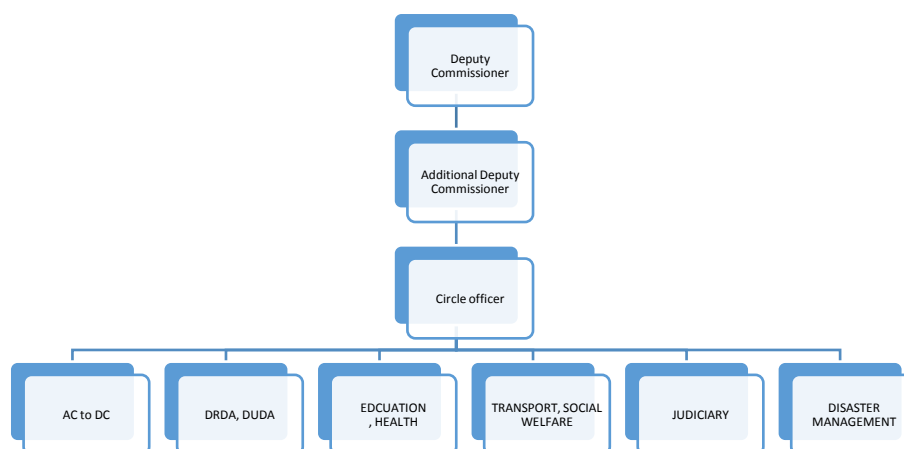 Deputy
Commissioner
Additional Deputy
Commissioner
Circle officer
AC to DC
DRDA, DUDA
EDCUATION
, HEALTH
TRANSPORT, SOCIAL
WELFARE
JUDICIARY
DISASTER
MANAGEMENT